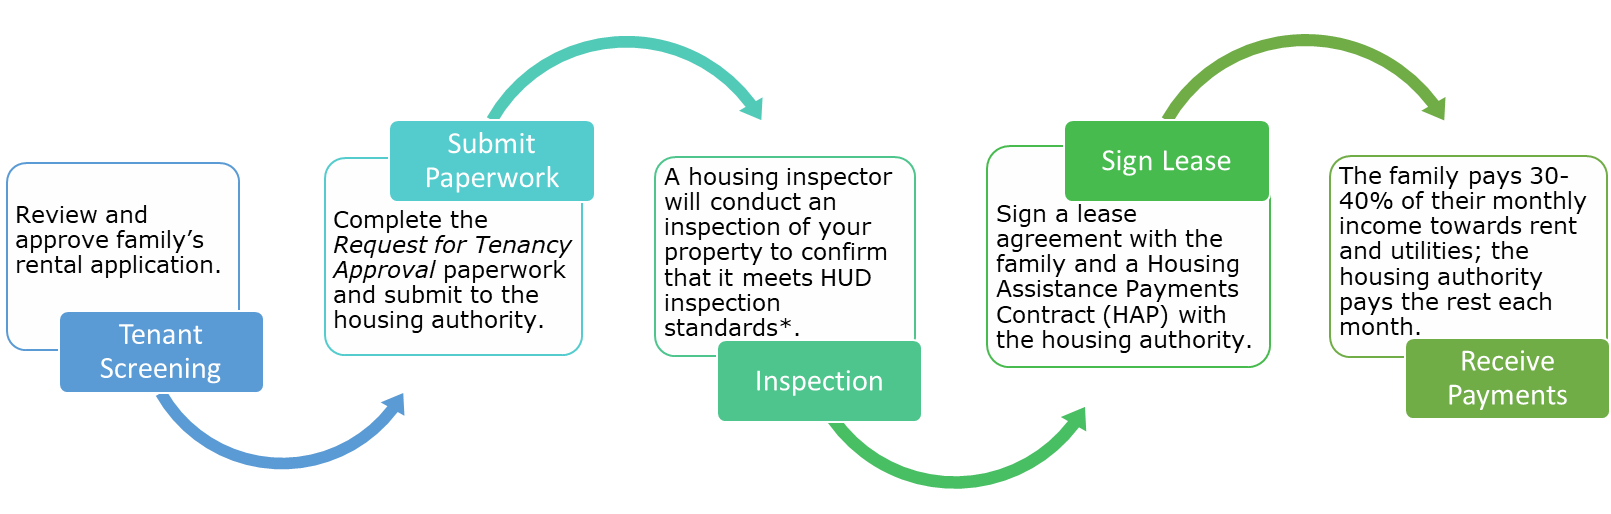 Review and
approve family’s
rental application.
Tenant
Screening
Submit
Paperwork
Complete the
Request for Tenancy
Approval paperwork
and submit to the
housing authority.
A housing inspector
will conduct an
inspection of your
property to confirm
that it meets HUD
inspection
standards*.
Inspection
Sign Lease
Sign a lease
agreement with the
family and a Housing
Assistance Payments
Contract (HAP) with
the housing authority.
The family pays 30-
40% of their monthly
income towards rent
and utilities; the
housing authority
pays the rest each
month.
Receive
Payments